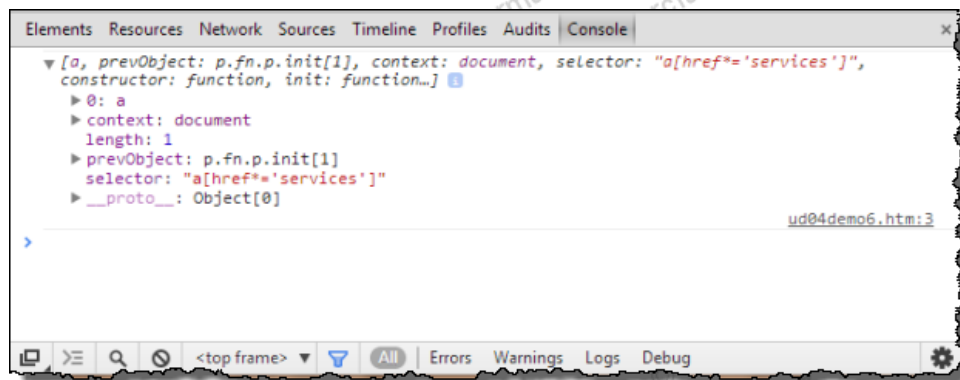 Elements Resources Network Sources Timeline Profiles Audits Console ×
▼ [a, prevObject: p.fn.p.init[1], context: document, selector: "a[href*='services']",
constructor: function, init: function…] i
▶ 0: a
▶ context: document
length: 1
▶ prevObject: p.fn.p.init[1]
selector: "a[href*='services']"
▶ __proto__: Object[0]
ud04demo6.htm:3
>
<top frame> ▼ All Errors Warnings Logs Debug